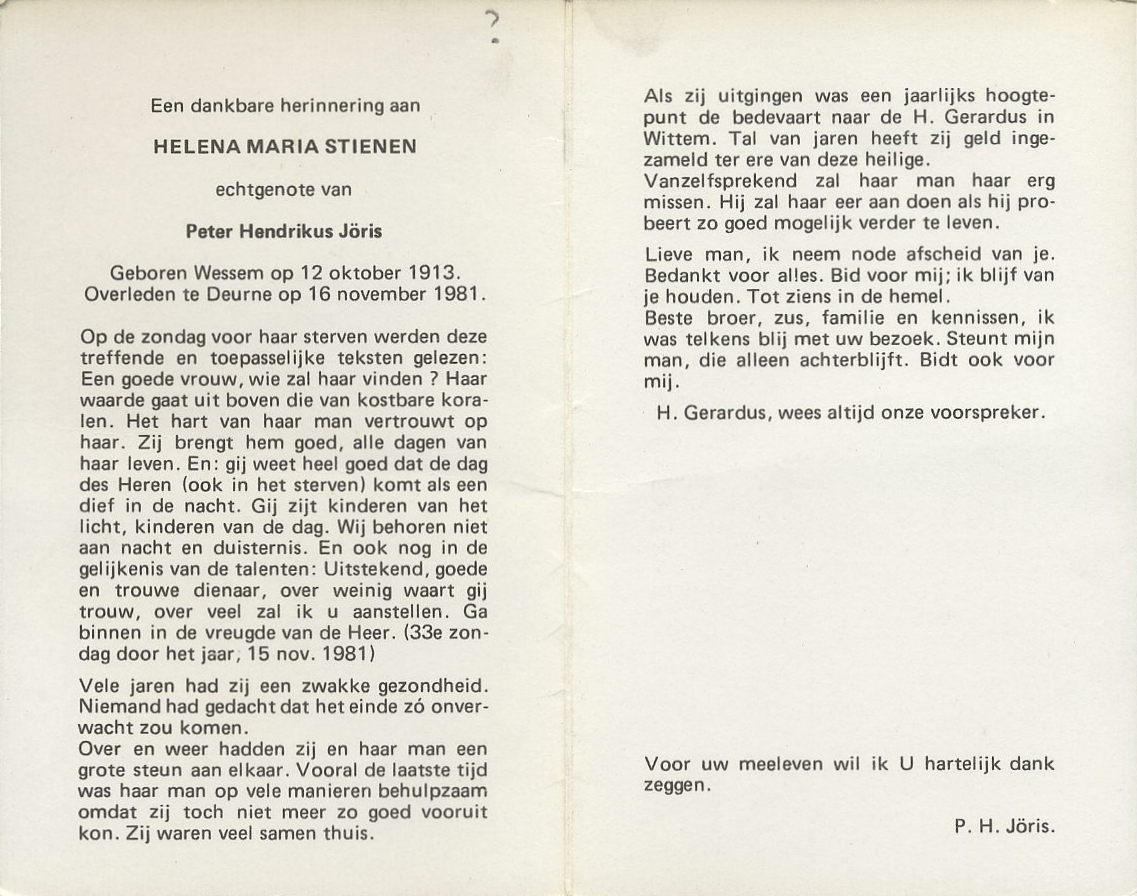 ?
Een dankbare herinnering aan
HELENA MARIA STIENEN
echtgenote van
Peter Hendrikus Jöris
Geboren Wessem op 12 oktober 1913.
Overleden te Deurne op 16 november 1981.
Op de zondag voor haar sterven werden deze
treffende en toepasselijke teksten gelezen:
Een goede vrouw, wie zal haar vinden ? Haar
waarde gaat uit boven die van kostbare kora-
len. Het hart van haar man vertrouwt op
haar. Zij brengt hem goed, alle dagen van
haar leven. En: gij weet heel goed dat de dag
des Heren (ook in het sterven) komt als een
dief in de nacht. Gij zijt kinderen van het
licht, kinderen van de dag. Wij behoren niet
aan nacht en duisternis. En ook nog in de
gelijkenis van de talenten: Uitstekend, goede
en trouwe dienaar, over weinig waart gij
trouw, over veel zal ik u aanstellen. Ga
binnen in de vreugde van de Heer. (33e zon-
dag door het jaar, 15 nov. 1981)
Vele jaren had zij een zwakke gezondheid.
Niemand had gedacht dat het einde zó onver-
wacht zou komen.
Over en weer hadden zij en haar man een
grote steun aan elkaar. Vooral de laatste tijd
was haar man op vele manieren behulpzaam
omdat zij toch niet meer zo goed vooruit
kon. Zij waren veel samen thuis.
Als zij uitgingen was een jaarlijks hoogte-
punt de bedevaart naar de H. Gerardus in
Wittem. Tal van jaren heeft zij geld inge-
zameld ter ere van deze heilige.
Vanzelfsprekend zal haar man haar erg
missen. Hij zal haar eer aan doen als hij pro-
beert zo goed mogelijk verder te leven.
Lieve man, ik neem node afscheid van je.
Bedankt voor alles. Bid voor mij; ik blijf van
je houden. Tot ziens in de hemel.
Beste broer, zus, familie en kennissen, ik
was telkens blij met uw bezoek. Steunt mijn
man, die alleen achterblijft. Bidt ook voor
mij.
H. Gerardus, wees altijd onze voorspreker.
Voor uw meeleven wil ik U hartelijk dank
zeggen.
P. H. Jöris.